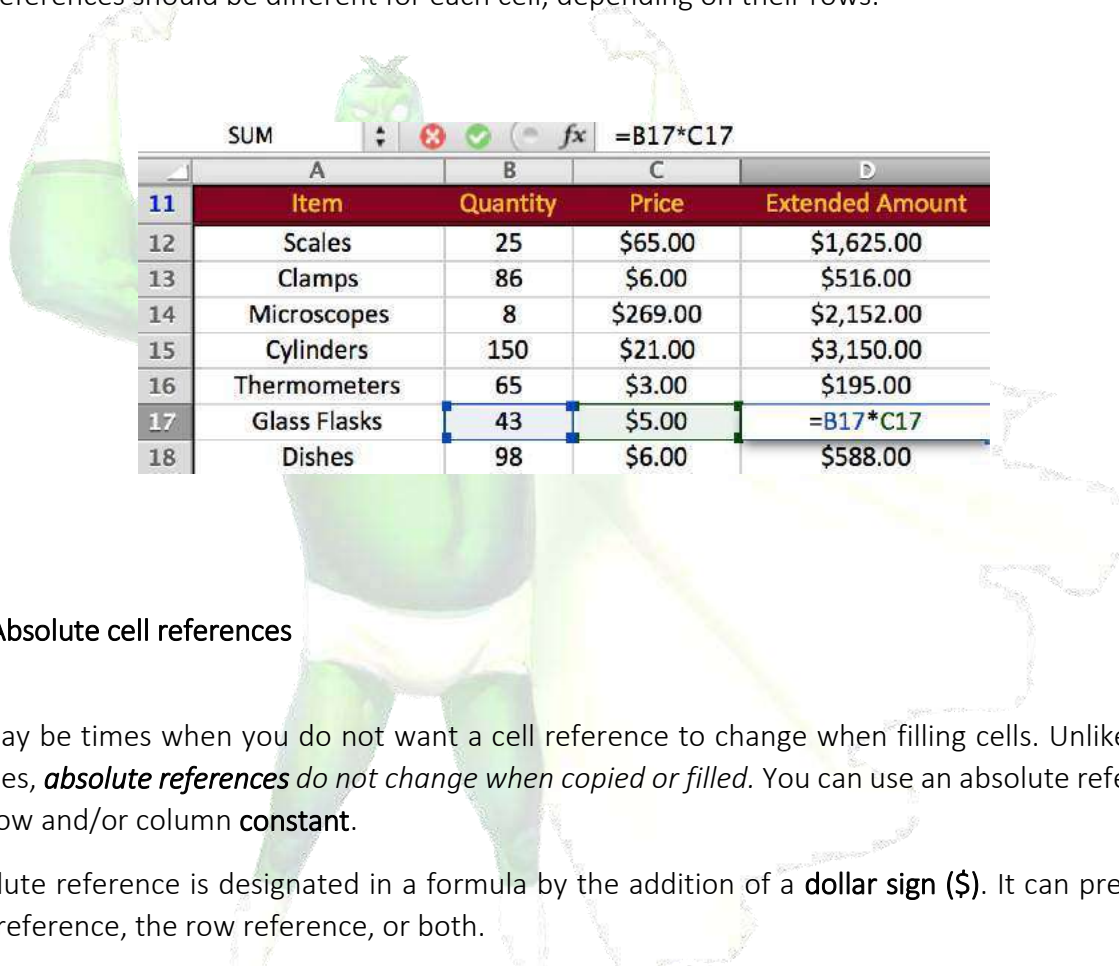 eferences should be different for each cell, depending on their rows.
SUM fx =B17*C17
A B C D
11 Item Quantity Price Extended Amount
12 Scales 25 $65.00 $1,625.00
13 Clamps 86 $6.00 $516.00
14 Microscopes 8 $269.00 $2,152.00
15 Cylinders 150 $21.00 $3,150.00
16 Thermometers 65 $3.00 $195.00
17 Glass Flasks 43 $5.00 =B17*C17
18 Dishes 98 $6.00 $588.00
Absolute cell references
ay be times when you do not want a cell reference to change when filling cells. Unlike
es, absolute references do not change when copied or filled. You can use an absolute refe
ow and/or column constant.
lute reference is designated in a formula by the addition of a dollar sign ($). It can pre
reference, the row reference, or both.